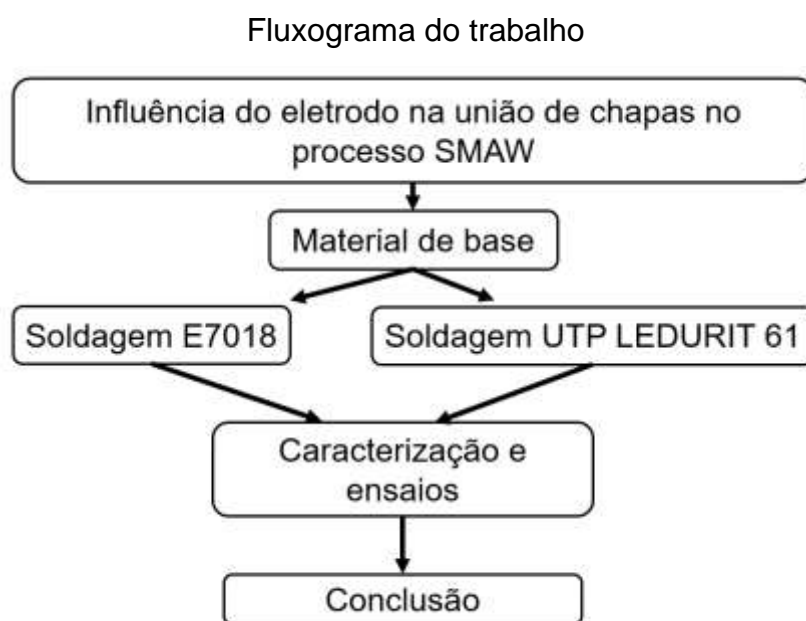 Fluxograma do trabalho
Influência do eletrodo na união de chapas no
processo SMAW
Material de base
Soldagem E7018
Soldagem UTP LEDURIT 61
Caracterização e
ensaios
Conclusão